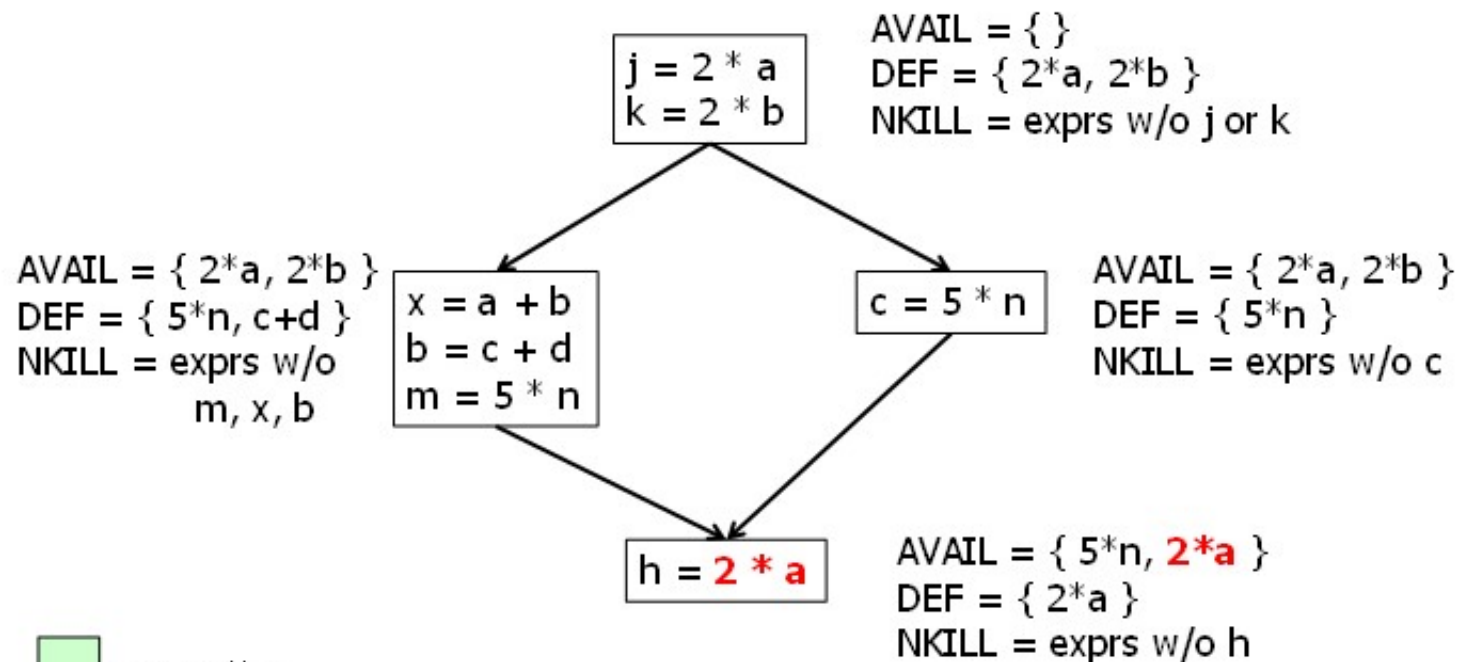 j = 2 * a
k = 2 * b
AVAIL = { }
DEF = { 2*a, 2*b }
NKILL = exprs w/o j or k
AVAIL = { 2*a, 2*b }
DEF = { 5*n, c+d }
NKILL = exprs w/o
m, x, b
x = a + b
b = c + d
m = 5 * n
c = 5 * n
AVAIL = { 2*a, 2*b }
DEF = { 5*n }
NKILL = exprs w/o c
h = 2 * a
AVAIL = { 5*n, 2*a }
DEF = { 2*a }
NKILL = exprs w/o h